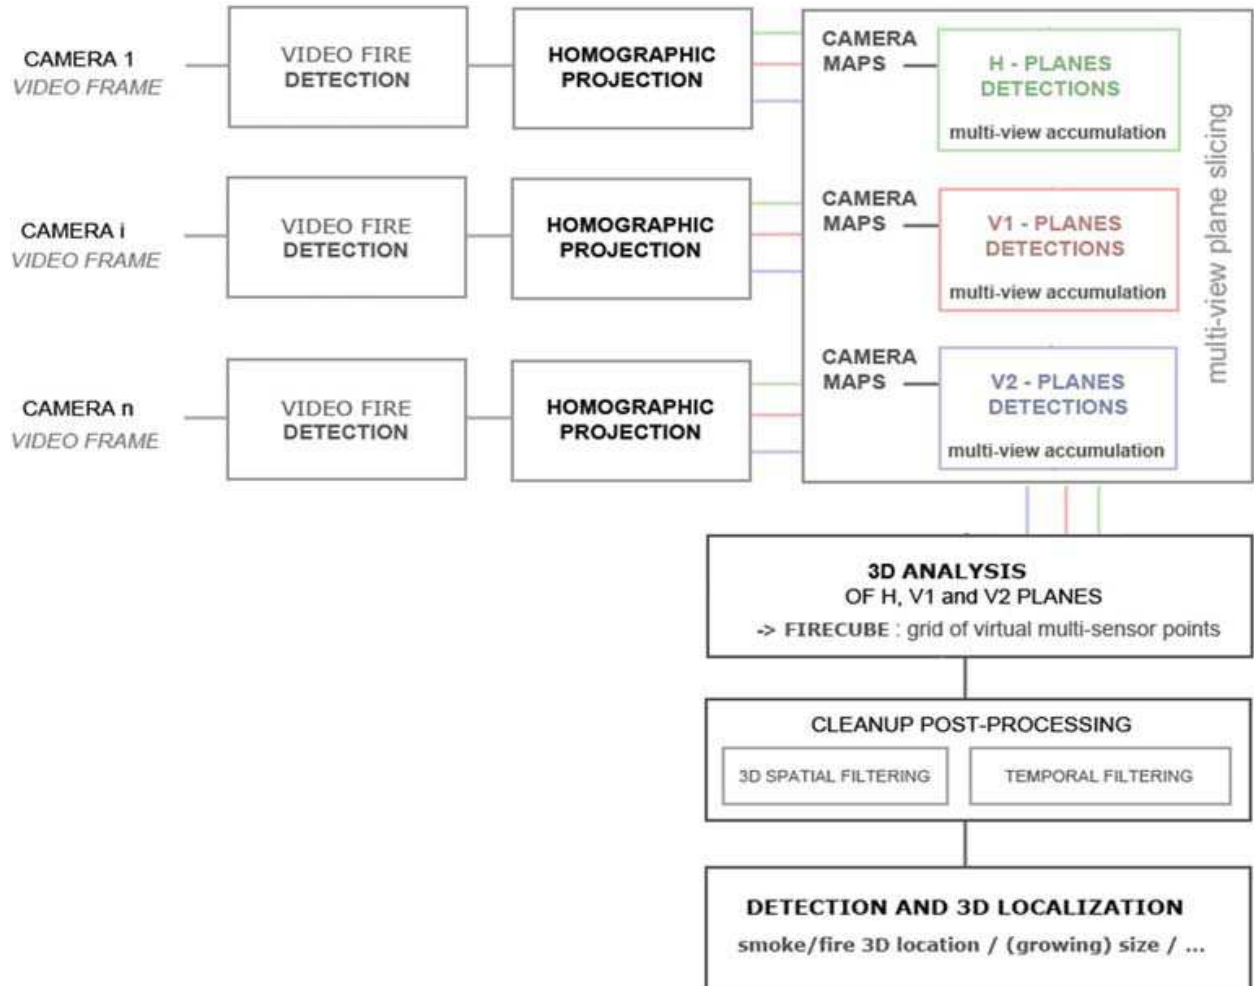 CAMERA 1
VIDEO FRAME
VIDEO FIRE
DETECTION
HOMOGRAPHIC
PROJECTION
CAMERA
MAPS
H - PLANES
DETECTIONS
multi-view accumulation
CAMERA i
VIDEO FRAME
VIDEO FIRE
DETECTION
HOMOGRAPHIC
PROJECTION
CAMERA
MAPS
V1 - PLANES
DETECTIONS
multi-view accumulation
CAMERA n
VIDEO FRAME
VIDEO FIRE
DETECTION
HOMOGRAPHIC
PROJECTION
CAMERA
MAPS
V2 - PLANES
DETECTIONS
multi-view accumulation
multi-view plane slicing
3D ANALYSIS
OF H, V1 and V2 PLANES
-> FIRECUBE : grid of virtual multi-sensor points
CLEANUP POST-PROCESSING
3D SPATIAL FILTERING
TEMPORAL FILTERING
DETECTION AND 3D LOCALIZATION
smoke/fire 3D location / (growing) size / ...